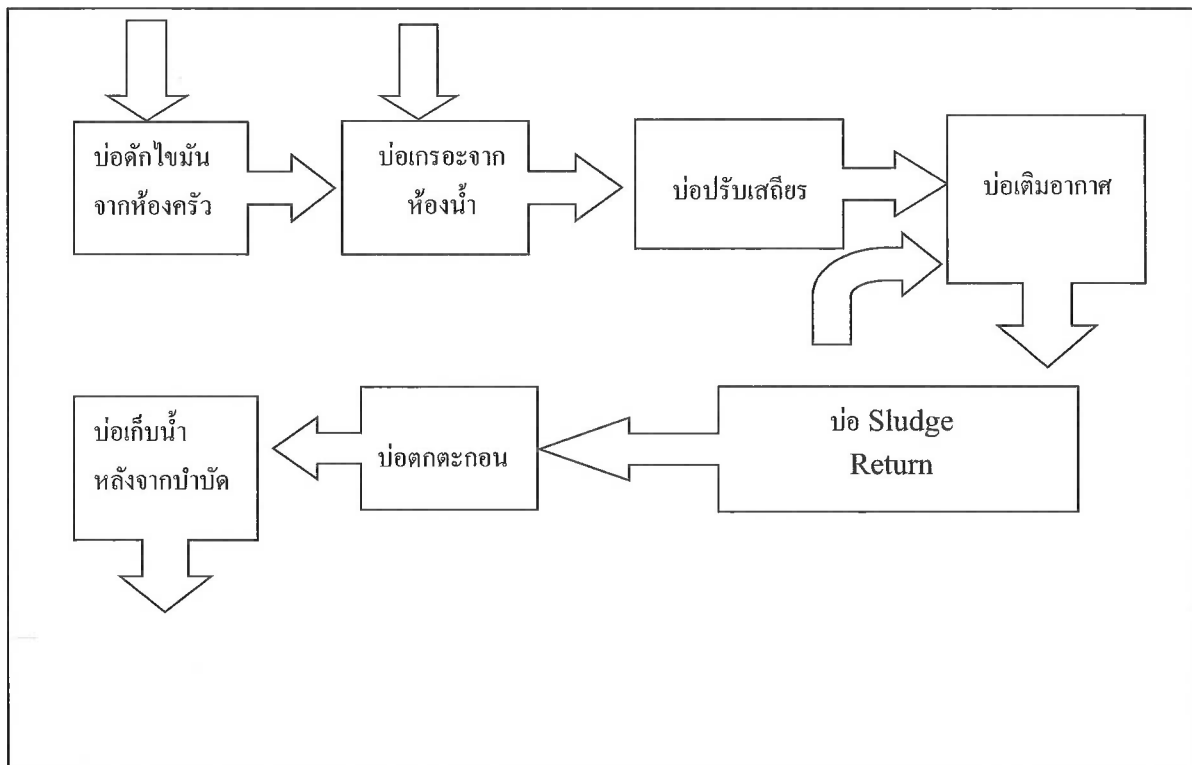 บ่อดักไขมัน
จากห้องครัว
บ่อเกรอะจาก
ห้องน้ำ
บ่อปรับเสถียร
บ่อเติมอากาศ
บ่อ Sludge
Return
บ่อตกตะกอน
บ่อเก็บน้ำ
หลังจากบำบัด